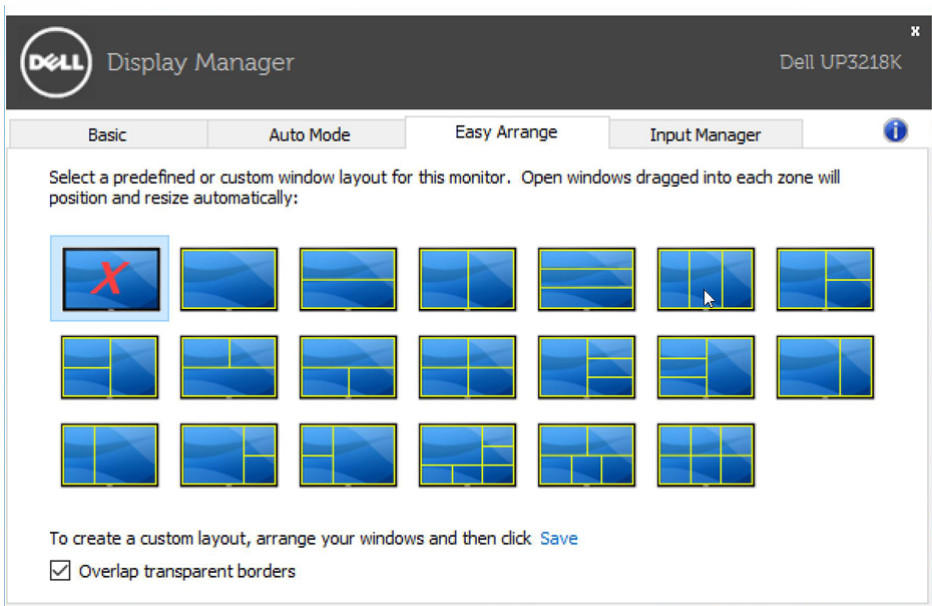 x
DELL Display Manager Dell UP3218K
Basic Auto Mode Easy Arrange Input Manager i
Select a predefined or custom window layout for this monitor. Open windows dragged into each zone will
position and resize automatically:
X
To create a custom layout, arrange your windows and then click Save
Overlap transparent borders